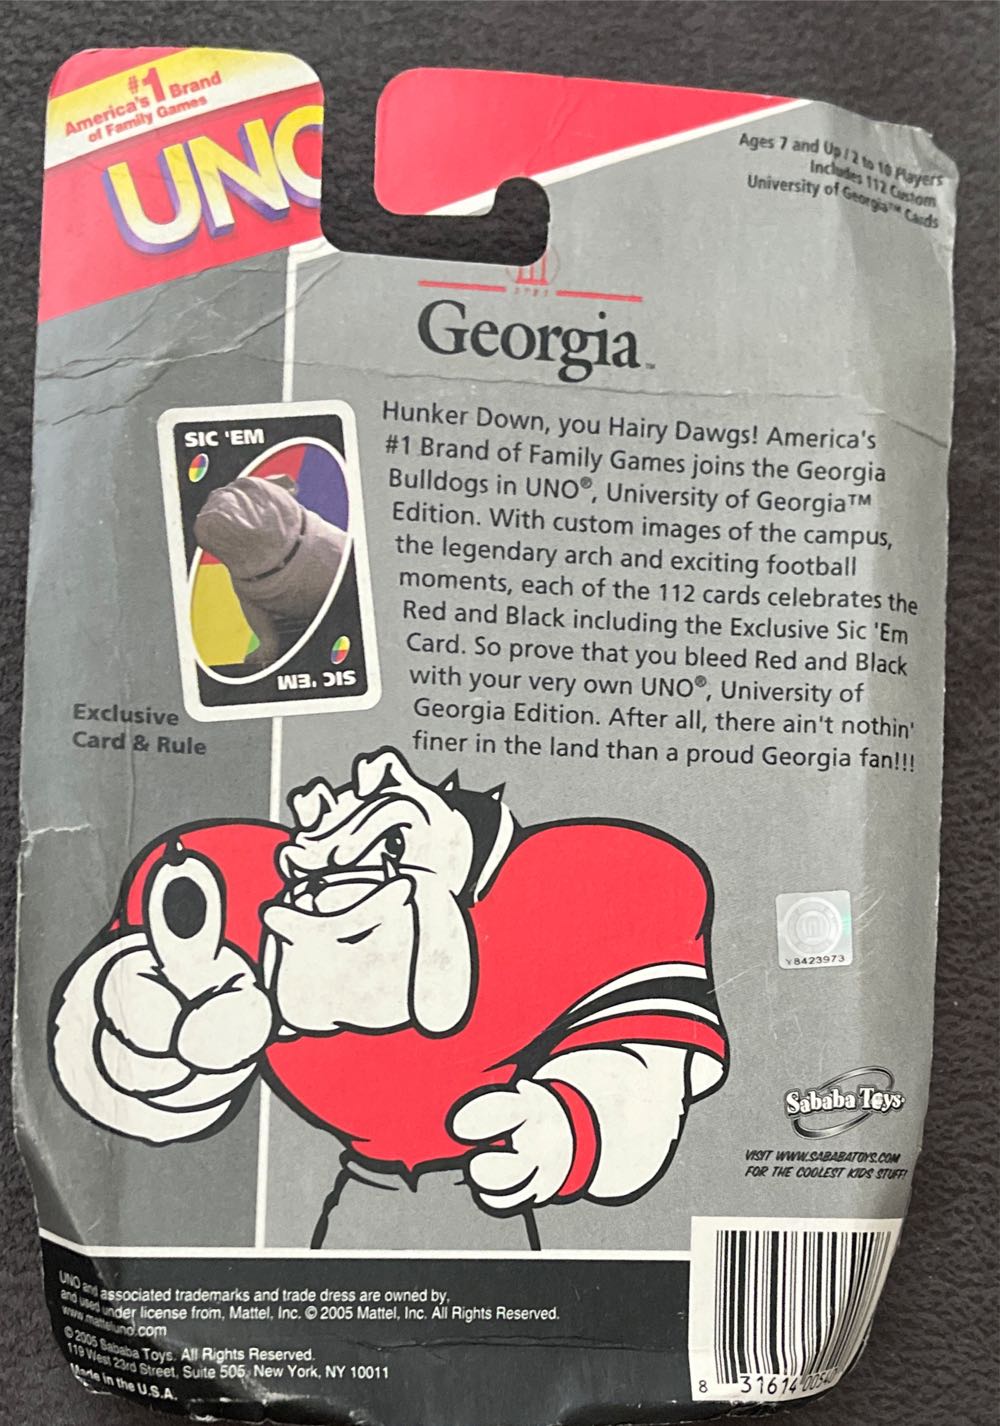 #1 Brand
America's
of Family Games
UNO
Ages 7 and Up / 2 to 10 Players
Includes 112 Custom
University of Georgia™ Cards
1785
Georgia™
SIC 'EM
SIC 'EM
Exclusive
Card & Rule
Hunker Down, you Hairy Dawgs! America's
#1 Brand of Family Games joins the Georgia
Bulldogs in UNO®, University of Georgia™
Edition. With custom images of the campus,
the legendary arch and exciting football
moments, each of the 112 cards celebrates the
Red and Black including the Exclusive Sic 'Em
Card. So prove that you bleed Red and Black
with your very own UNO®, University of
Georgia Edition. After all, there ain't nothin'
finer in the land than a proud Georgia fan!!!
Y8423973
Sababa Toys
VISIT WWW.SABABATOYS.COM
FOR THE COOLEST KIDS STUFF!
UNO and associated trademarks and trade dress are owned by,
and used under license from, Mattel, Inc. © 2005 Mattel, Inc. All Rights Reserved.
www.matteluno.com
© 2005 Sababa Toys. All Rights Reserved.
119 West 23rd Street, Suite 505, New York, NY 10011
Made in the U.S.A.
8 31614